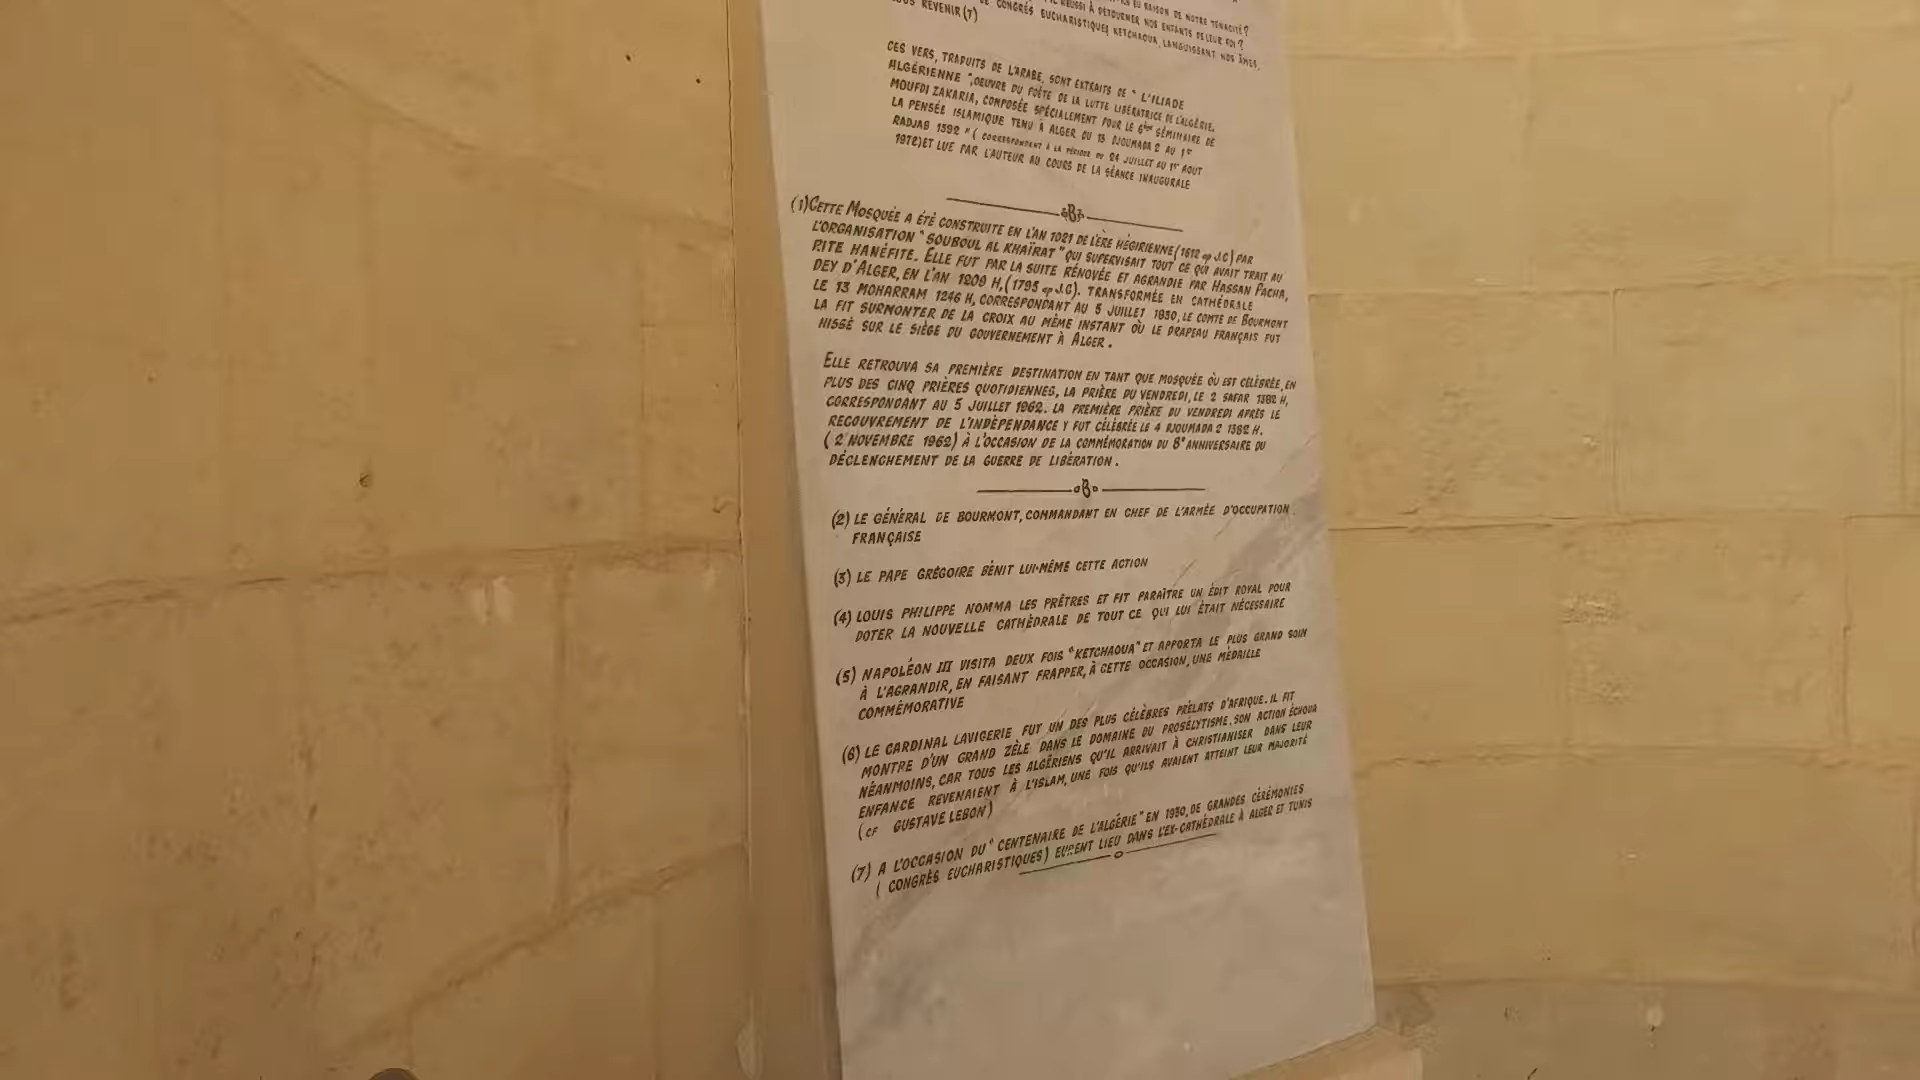 EN RAISON DE NOTRE TÉNACITÉ?
RÉUSSI À DÉTOURNER NOS ENFANTS DE LEUR FOI?
CONGRÈS EUCHARISTIQUE, KETCHAOUA, LANGUISSANT NOS ÂMES,
REVENIR (7)
CES VERS, TRADUITS DE L'ARABE, SONT EXTRAITS DE " L'ILIADE
ALGÉRIENNE ", OEUVRE DU POÈTE DE LA LUTTE LIBÉRATRICE DE L'ALGÉRIE,
MOUFDI ZAKARIA, COMPOSÉE SPÉCIALEMENT POUR LE 6ème SÉMINAIRE DE
LA PENSÉE ISLAMIQUE TENU À ALGER DU 13 DJOUMADA 2 AU 1er
RADJAB 1392 " ( CORRESPONDANT À LA PÉRIODE DU 24 JUILLET AU 1er AOUT
1972) ET LUE PAR L'AUTEUR AU COURS DE LA SÉANCE INAUGURALE
(1) CETTE MOSQUÉE A ÉTÉ CONSTRUITE EN L'AN 1021 DE L'ÈRE HÉGIRIENNE (1612 ap J.C) PAR
L'ORGANISATION " SOUBOUL AL KHAÏRAT " QUI SUPERVISAIT TOUT CE QUI AVAIT TRAIT AU
RITE HANÉFITE. ELLE FUT PAR LA SUITE RÉNOVÉE ET AGRANDIE PAR HASSAN PACHA,
DEY D'ALGER, EN L'AN 1209 H, (1795 ap J.C). TRANSFORMÉE EN CATHÉDRALE
LE 13 MOHARRAM 1246 H, CORRESPONDANT AU 5 JUILLET 1830, LE COMTE DE BOURMONT
LA FIT SURMONTER DE LA CROIX AU MÊME INSTANT OÙ LE DRAPEAU FRANÇAIS FUT
HISSÉ SUR LE SIÈGE DU GOUVERNEMENT À ALGER.
ELLE RETROUVA SA PREMIÈRE DESTINATION EN TANT QUE MOSQUÉE OÙ EST CÉLÉBRÉE, EN
PLUS DES CINQ PRIÈRES QUOTIDIENNES, LA PRIÈRE DU VENDREDI, LE 2 SAFAR 1382 H,
CORRESPONDANT AU 5 JUILLET 1962. LA PREMIÈRE PRIÈRE DU VENDREDI APRÈS LE
RECOUVREMENT DE L'INDÉPENDANCE Y FUT CÉLÉBRÉE LE 4 DJOUMADA 2 1382 H.
( 2 NOVEMBRE 1962) À L'OCCASION DE LA COMMÉMORATION DU 8e ANNIVERSAIRE DU
DÉCLENCHEMENT DE LA GUERRE DE LIBÉRATION.
(2) LE GÉNÉRAL DE BOURMONT, COMMANDANT EN CHEF DE L'ARMÉE D'OCCUPATION
FRANÇAISE
(3) LE PAPE GRÉGOIRE BÉNIT LUI-MÊME CETTE ACTION
(4) LOUIS PHILIPPE NOMMA LES PRÊTRES ET FIT PARAÎTRE UN ÉDIT ROYAL POUR
DOTER LA NOUVELLE CATHÉDRALE DE TOUT CE QUI LUI ÉTAIT NÉCESSAIRE
(5) NAPOLÉON III VISITA DEUX FOIS "KETCHAOUA" ET APPORTA LE PLUS GRAND SOIN
À L'AGRANDIR, EN FAISANT FRAPPER, À CETTE OCCASION, UNE MÉDAILLE
COMMÉMORATIVE
(6) LE CARDINAL LAVIGERIE FUT UN DES PLUS CÉLÈBRES PRÉLATS D'AFRIQUE. IL FIT
MONTRE D'UN GRAND ZÈLE DANS LE DOMAINE DU PROSÉLYTISME. SON ACTION ÉCHOUA
NÉANMOINS, CAR TOUS LES ALGÉRIENS QU'IL ARRIVAIT À CHRISTIANISER DANS LEUR
ENFANCE REVENAIENT À L'ISLAM, UNE FOIS QU'ILS AVAIENT ATTEINT LEUR MAJORITÉ
(CF GUSTAVE LEBON)
(7) A L'OCCASION DU " CENTENAIRE DE L'ALGÉRIE " EN 1930, DE GRANDES CÉRÉMONIES
( CONGRÈS EUCHARISTIQUES) EURENT LIEU DANS L'EX-CATHÉDRALE À ALGER ET TUNIS